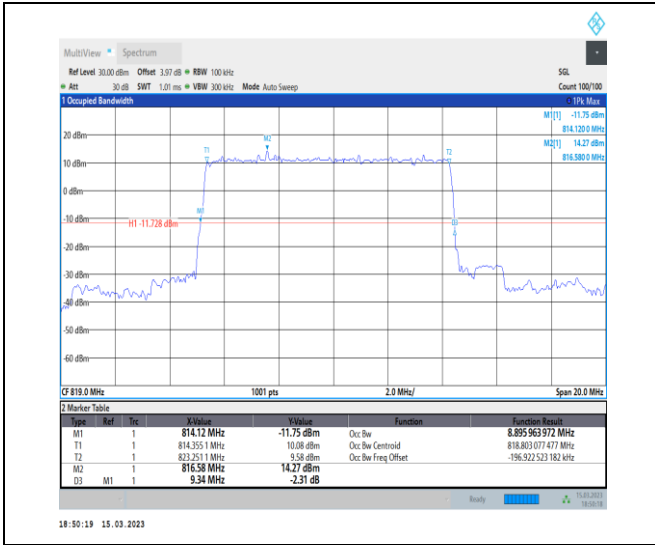 MultiView Spectrum
Ref Level 30.00 dBm Offset 3.97 dB RBW 100 kHz SGL
Att 30 dB SWT 1.01 ms VBW 300 kHz Mode Auto Sweep Count 100/100
1 Occupied Bandwidth 1Pk Max
M1[1] -11.75 dBm
814.1200 MHz
M2[1] 14.27 dBm
816.5800 MHz
20 dBm
M2
T1
T2
10 dBm
0 dBm
M1
-10 dBm
H1 -11.728 dBm
D3
-20 dBm
-30 dBm
-40 dBm
-50 dBm
-60 dBm
CF 819.0 MHz 1001 pts 2.0 MHz/ Span 20.0 MHz
2 Marker Table
Type Ref Trc X-Value Y-Value Function Function Result
M1 1 814.12 MHz -11.75 dBm Occ Bw 8.895 963 972 MHz
T1 1 814.355 1 MHz 10.08 dBm Occ Bw Centroid 818.803 077 477 MHz
T2 1 823.251 1 MHz 9.58 dBm Occ Bw Freq Offset -196.922 523 182 kHz
M2 1 816.58 MHz 14.27 dBm
D3 M1 1 9.34 MHz -2.31 dB
Ready 15.03.2023
18:50:18
18:50:19 15.03.2023